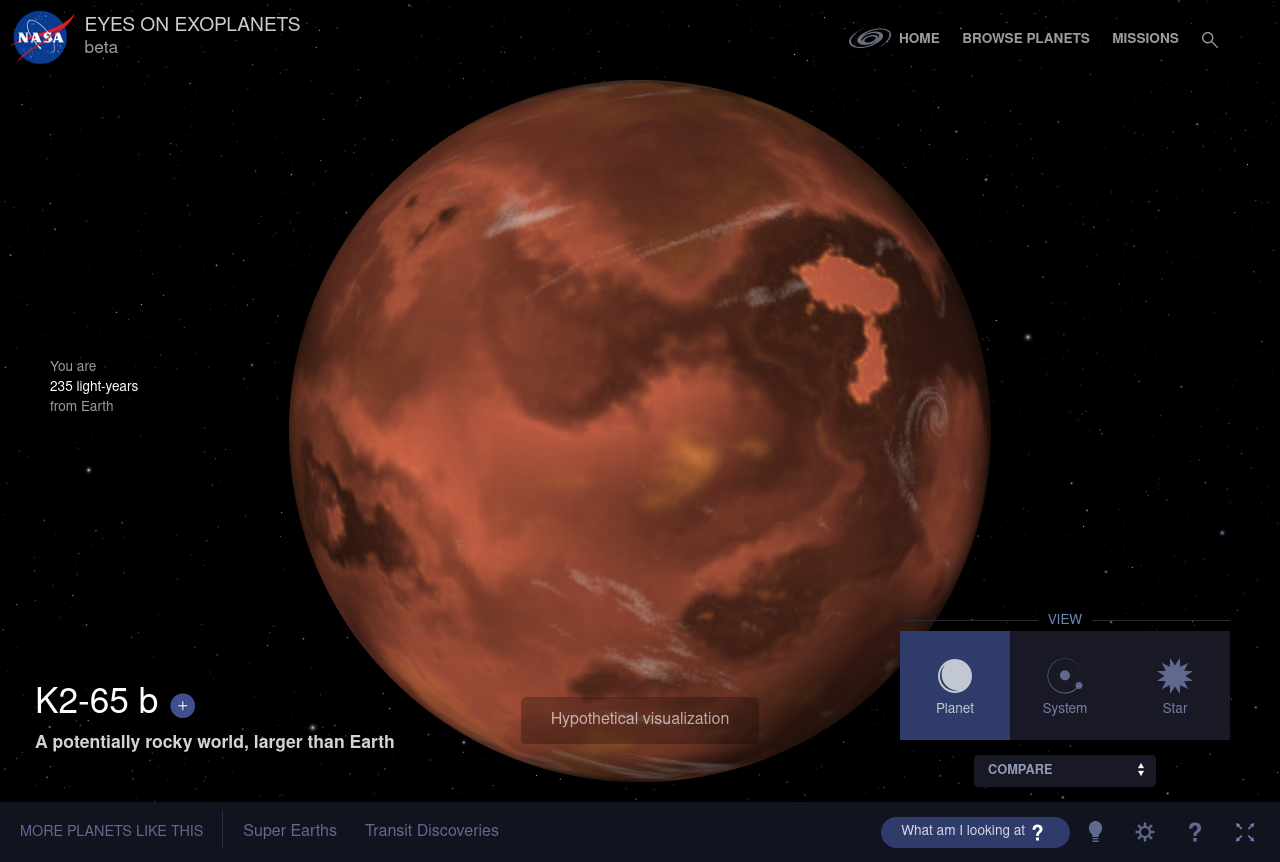 NASA
EYES ON EXOPLANETS
beta
HOME
BROWSE PLANETS
MISSIONS
You are
235 light-years
from Earth
VIEW
Planet
System
Star
K2-65 b +
Hypothetical visualization
A potentially rocky world, larger than Earth
COMPARE
MORE PLANETS LIKE THIS
Super Earths
Transit Discoveries
What am I looking at ?
?